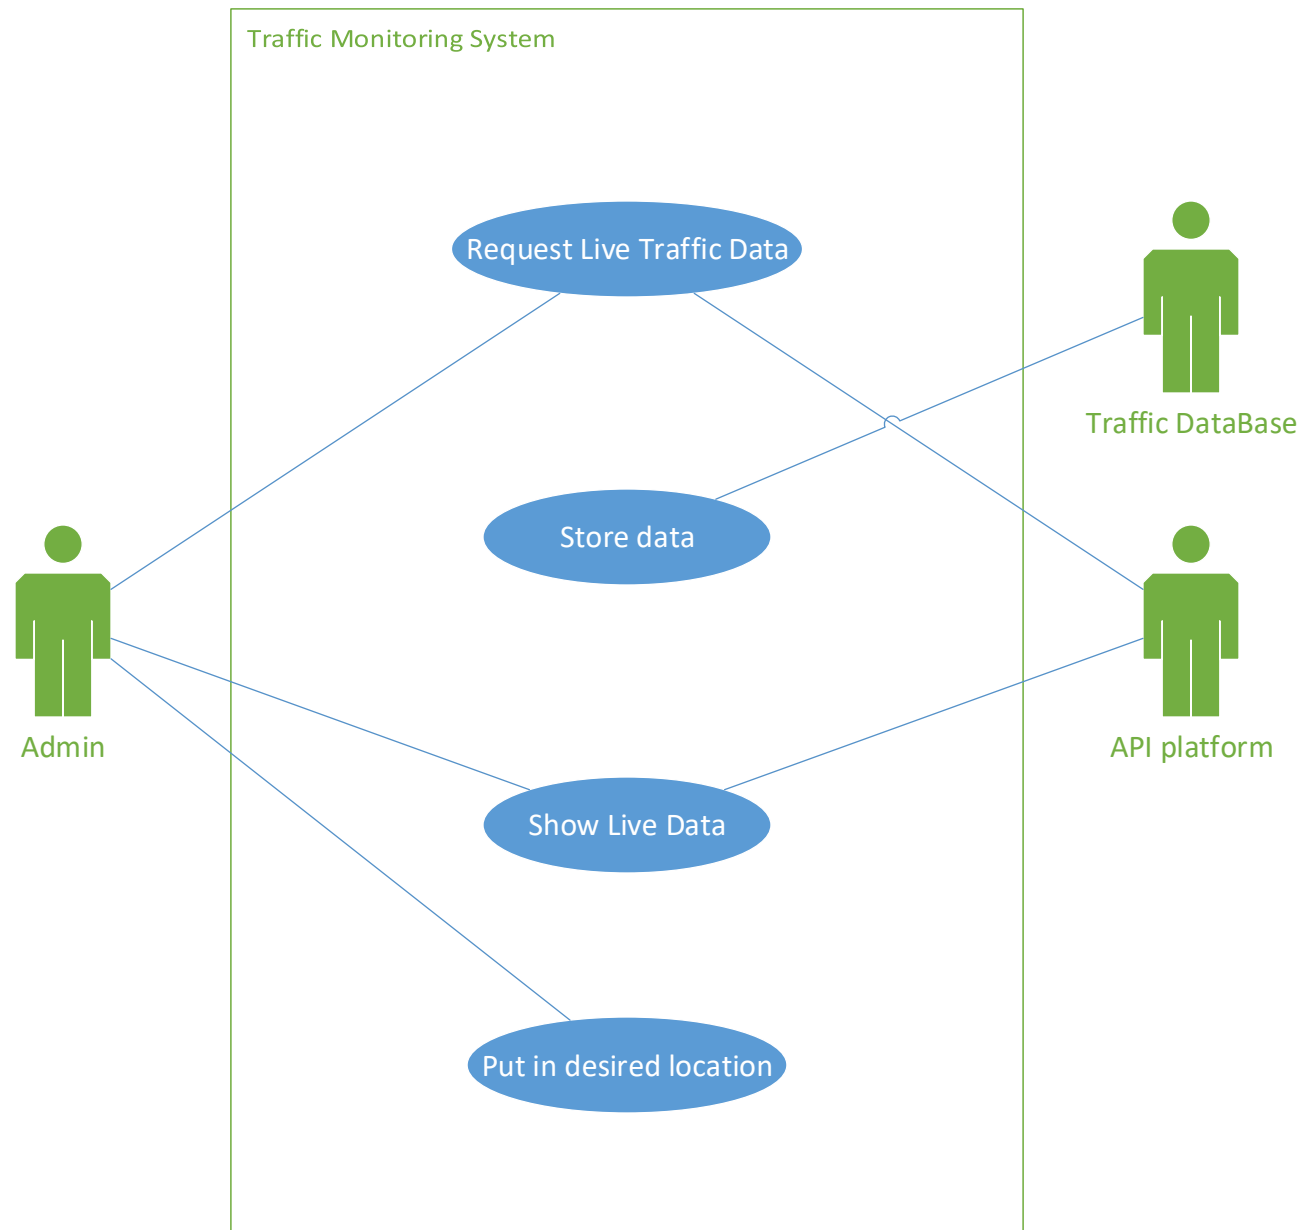 Traffic Monitoring System
Request Live Traffic Data
Traffic DataBase
Store data
Admin
API platform
Show Live Data
Put in desired location